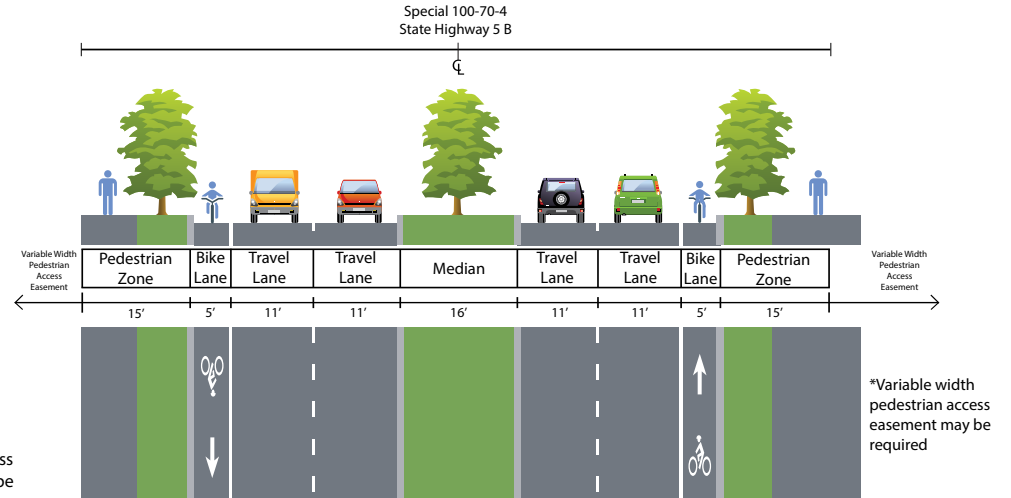 Special 100-70-4
State Highway 5 B
℄
Variable Width
Pedestrian
Access
Easement
Pedestrian
Zone
Bike
Lane
Travel
Lane
Travel
Lane
Median
Travel
Lane
Travel
Lane
Bike
Lane
Pedestrian
Zone
Variable Width
Pedestrian
Access
Easement
15’ 5’ 11’ 11’ 16’ 11’ 11’ 5’ 15’
*Variable width
pedestrian access
easement may be
required
ss
be